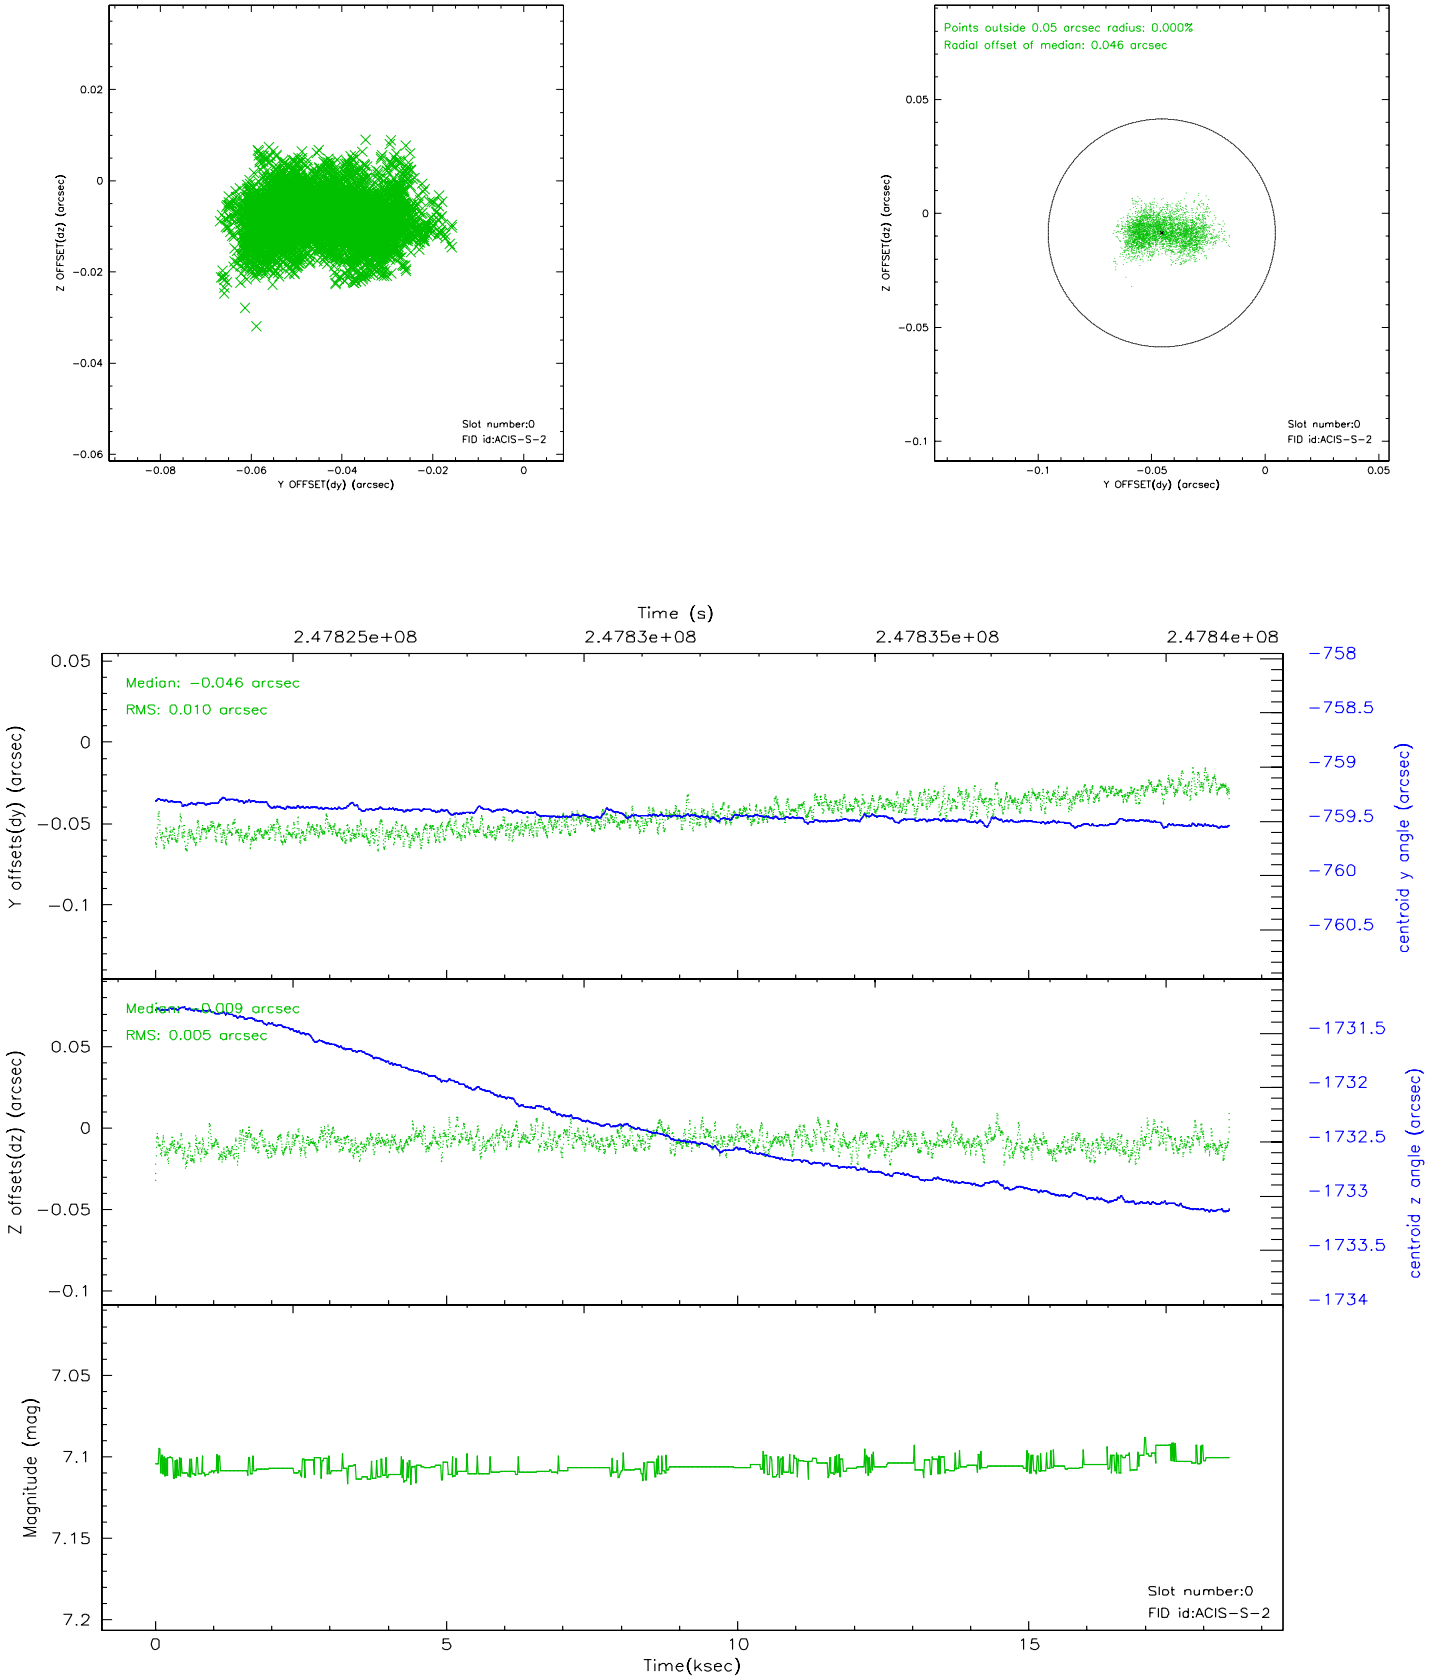 0.02
0
-0.02
-0.04
-0.06
Z OFFSET(dz) (arcsec)
Slot number:0
FID id:ACIS-S-2
-0.08
-0.06
-0.04
-0.02
0
Y OFFSET(dy) (arcsec)
Points outside 0.05 arcsec radius: 0.000%
Radial offset of median: 0.046 arcsec
0.05
0
-0.05
-0.1
Z OFFSET(dz) (arcsec)
Slot number:0
FID id:ACIS-S-2
-0.1
-0.05
0
0.05
Y OFFSET(dy) (arcsec)
Time (s)
2.47825e+08
2.4783e+08
2.47835e+08
2.4784e+08
0.05
0
-0.05
-0.1
Y offsets(dy) (arcsec)
Median: -0.046 arcsec
RMS: 0.010 arcsec
-758
-758.5
-759
-759.5
-760
-760.5
centroid y angle (arcsec)
0.05
0
-0.05
-0.1
Z offsets(dz) (arcsec)
Median: -0.009 arcsec
RMS: 0.005 arcsec
-1731.5
-1732
-1732.5
-1733
-1733.5
-1734
centroid z angle (arcsec)
7.05
7.1
7.15
7.2
Magnitude (mag)
Slot number:0
FID id:ACIS-S-2
0
5
10
15
Time(ksec)